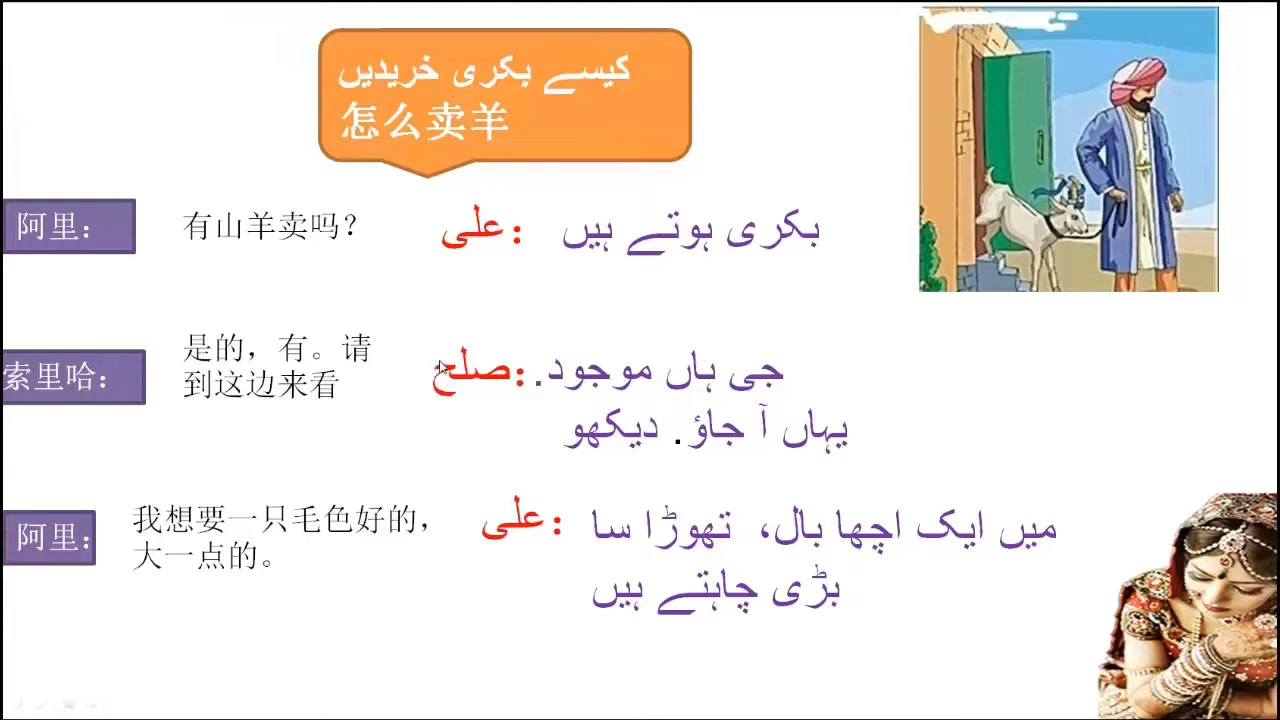 کیسے بکری خریدیں
怎么卖羊
阿里：
有山羊卖吗？
علی :
بکری ہوتے ہیں
索里哈：
是的，有。请
到这边来看
صلح:
جی ہاں موجود.
یہاں آ جاؤ. دیکھو
阿里：
我想要一只毛色好的，
大一点的。
علی :
میں ایک اچھا بال، تھوڑا سا
بڑی چاہتے ہیں